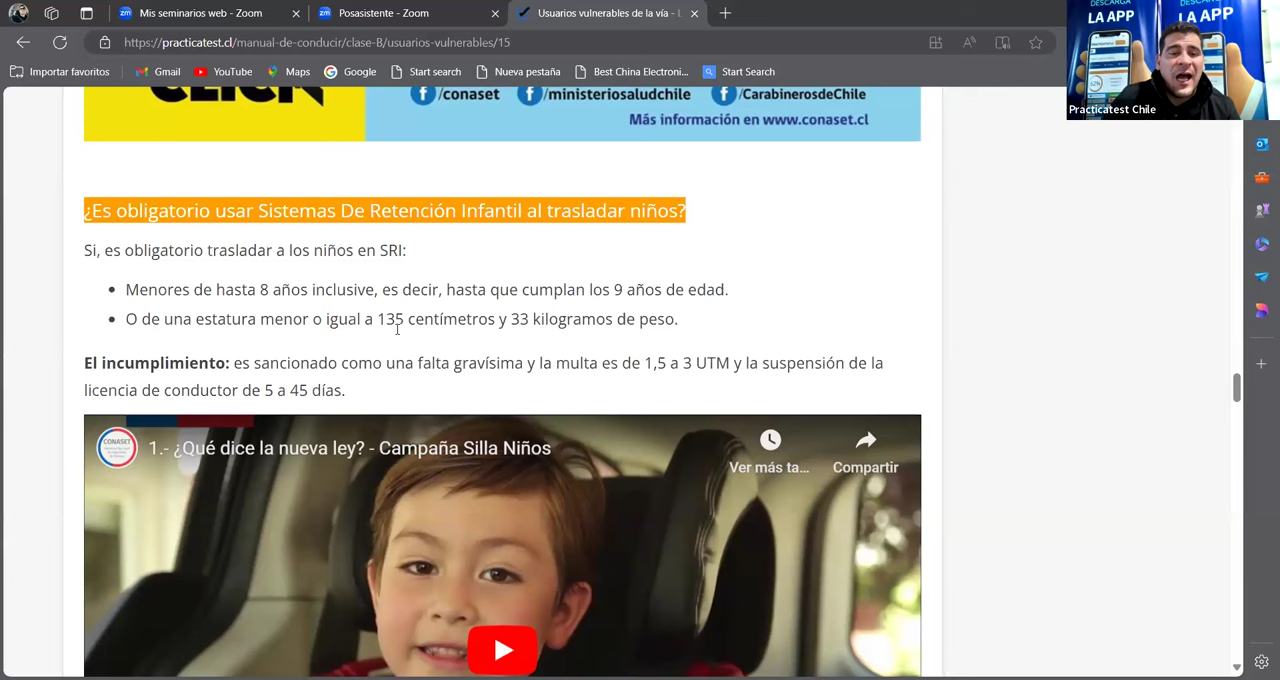 Mis seminarios web - Zoom
Posasistente - Zoom
Usuarios vulnerables de la vía - L
https://practicatest.cl/manual-de-conducir/clase-B/usuarios-vulnerables/15
Importar favoritos
Gmail
YouTube
Maps
Google
Start search
Nueva pestaña
Best China Electroni...
Start Search
DESCARGA
LA APP
LA APP
Practicatest Chile
CLICK
/conaset
/ministeriosaludchile
/CarabinerosdeChile
Más información en www.conaset.cl
¿Es obligatorio usar Sistemas De Retención Infantil al trasladar niños?
Si, es obligatorio trasladar a los niños en SRI:
Menores de hasta 8 años inclusive, es decir, hasta que cumplan los 9 años de edad.
O de una estatura menor o igual a 135 centímetros y 33 kilogramos de peso.
El incumplimiento: es sancionado como una falta gravísima y la multa es de 1,5 a 3 UTM y la suspensión de la
licencia de conductor de 5 a 45 días.
CONASET
1.- ¿Qué dice la nueva ley? - Campaña Silla Niños
Ver más ta...
Compartir